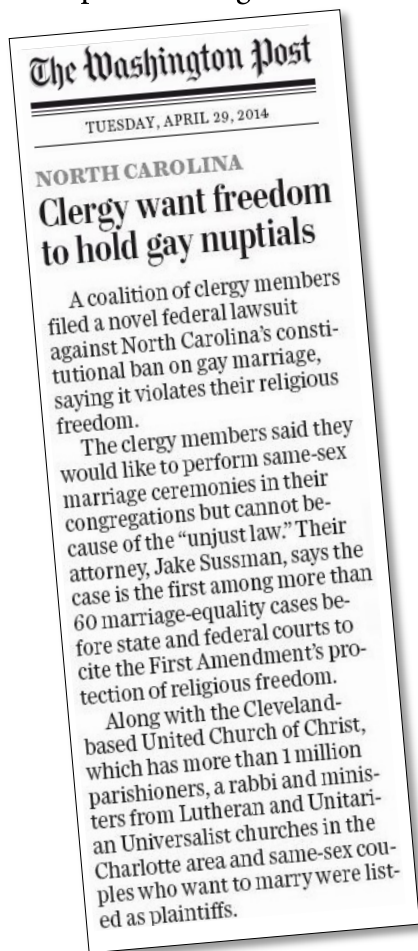 The Washington Post
TUESDAY, APRIL 29, 2014
NORTH CAROLINA
Clergy want freedom
to hold gay nuptials
A coalition of clergy members
filed a novel federal lawsuit
against North Carolina's consti-
tutional ban on gay marriage,
saying it violates their religious
freedom.
The clergy members said they
would like to perform same-sex
marriage ceremonies in their
congregations but cannot be-
cause of the “unjust law.” Their
attorney, Jake Sussman, says the
case is the first among more than
60 marriage-equality cases be-
fore state and federal courts to
cite the First Amendment's pro-
tection of religious freedom.
Along with the Cleveland-
based United Church of Christ,
which has more than 1 million
parishioners, a rabbi and minis-
ters from Lutheran and Unitari-
an Universalist churches in the
Charlotte area and same-sex cou-
ples who want to marry were list-
ed as plaintiffs.